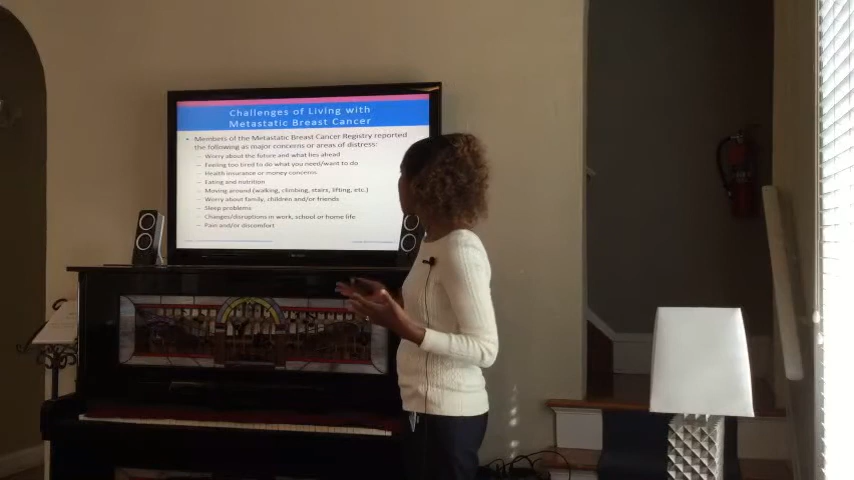 Challenges of Living with
Metastatic Breast Cancer
• Members of the Metastatic Breast Cancer Registry reported
the following as major concerns or areas of distress:
– Worry about the future and what lies ahead
– Feeling too tired to do what you need/want to do
– Health insurance or money concerns
– Eating and nutrition
– Moving around (walking, climbing, stairs, lifting, etc.)
– Worry about family, children and/or friends
– Sleep problems
– Changes/disruptions in work, school or home life
– Pain and/or discomfort